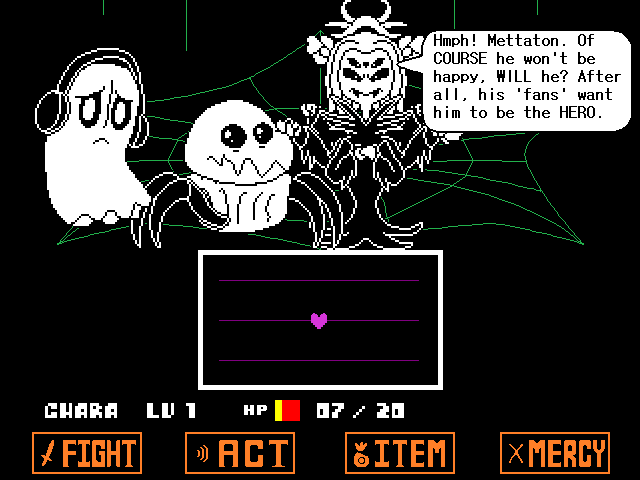 Hmph! Mettaton. Of
COURSE he won't be
happy, WILL he? After
all, his 'fans' want
him to be the HERO.
CHARA LV 1 HP 07 / 20
FIGHT ACT ITEM MERCY